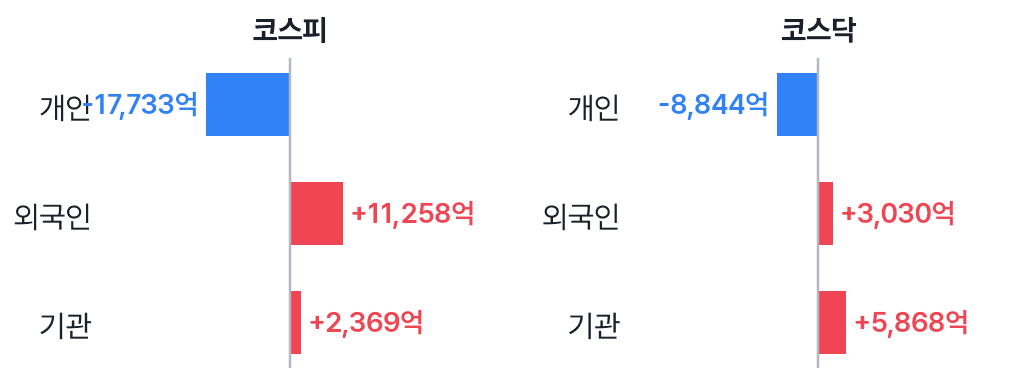 코스피
개인 -17,733억
외국인 +11,258억
기관 +2,369억
코스닥
개인 -8,844억
외국인 +3,030억
기관 +5,868억